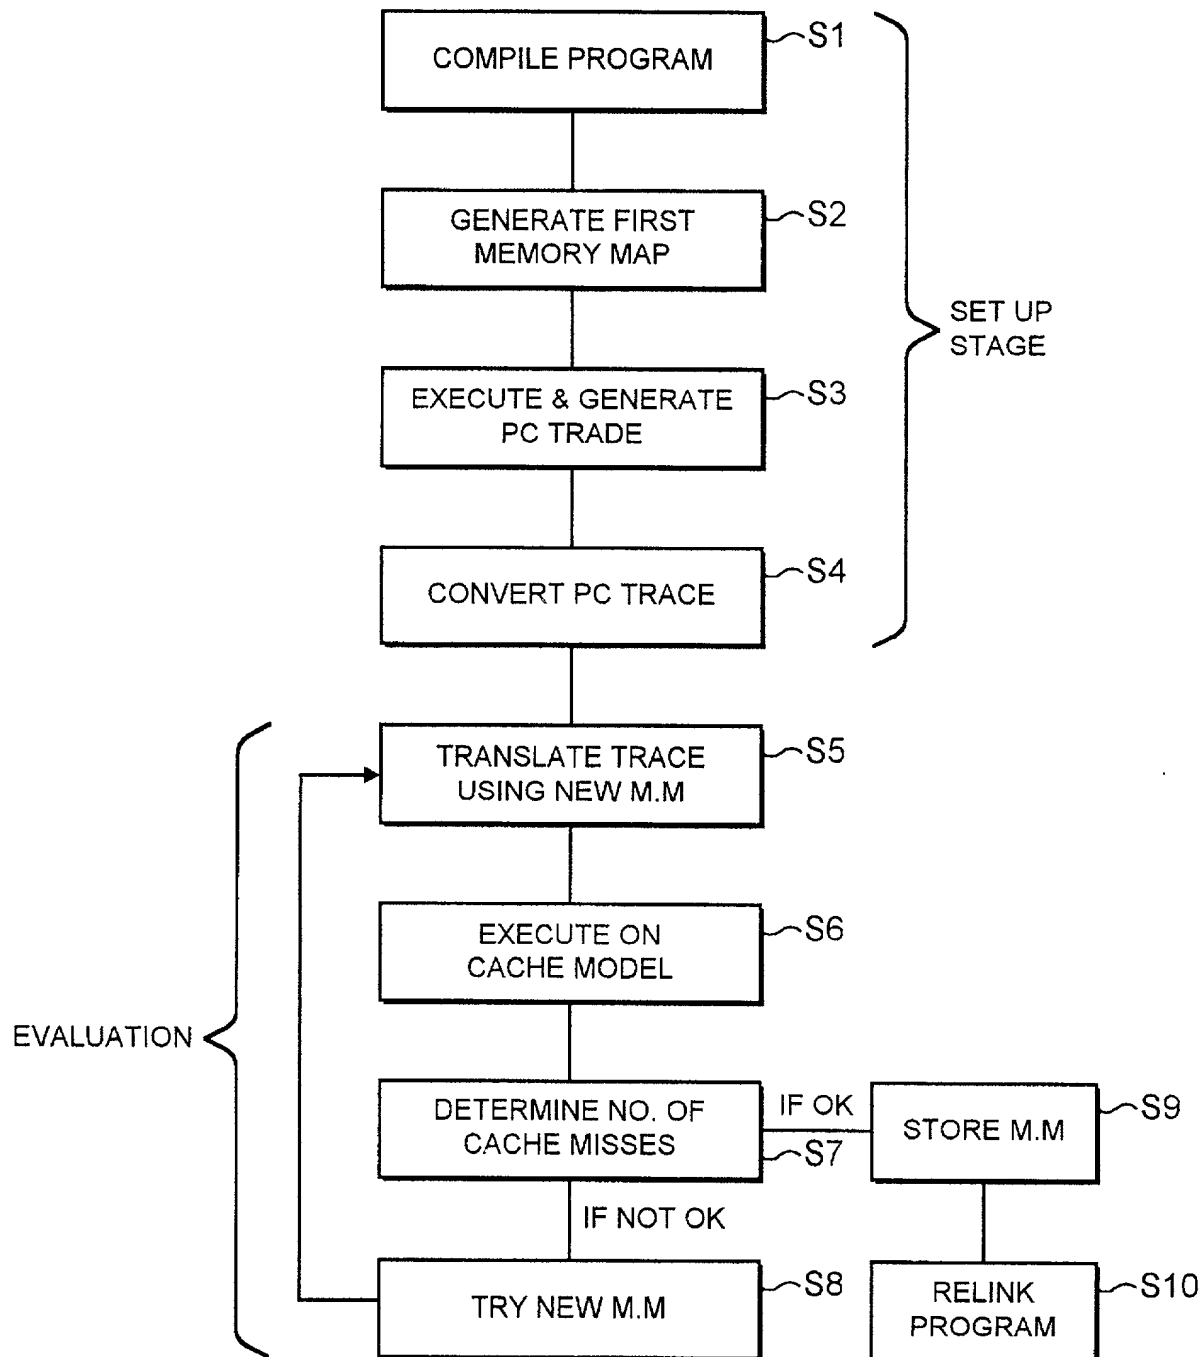 COMPILE PROGRAM
S1
GENERATE FIRST
MEMORY MAP
S2
SET UP
STAGE
EXECUTE & GENERATE
PC TRADE
S3
CONVERT PC TRACE
S4
TRANSLATE TRACE
USING NEW M.M
S5
EXECUTE ON
CACHE MODEL
S6
EVALUATION
DETERMINE NO. OF
CACHE MISSES
S7
IF OK
STORE M.M
S9
IF NOT OK
TRY NEW M.M
S8
RELINK
PROGRAM
S10